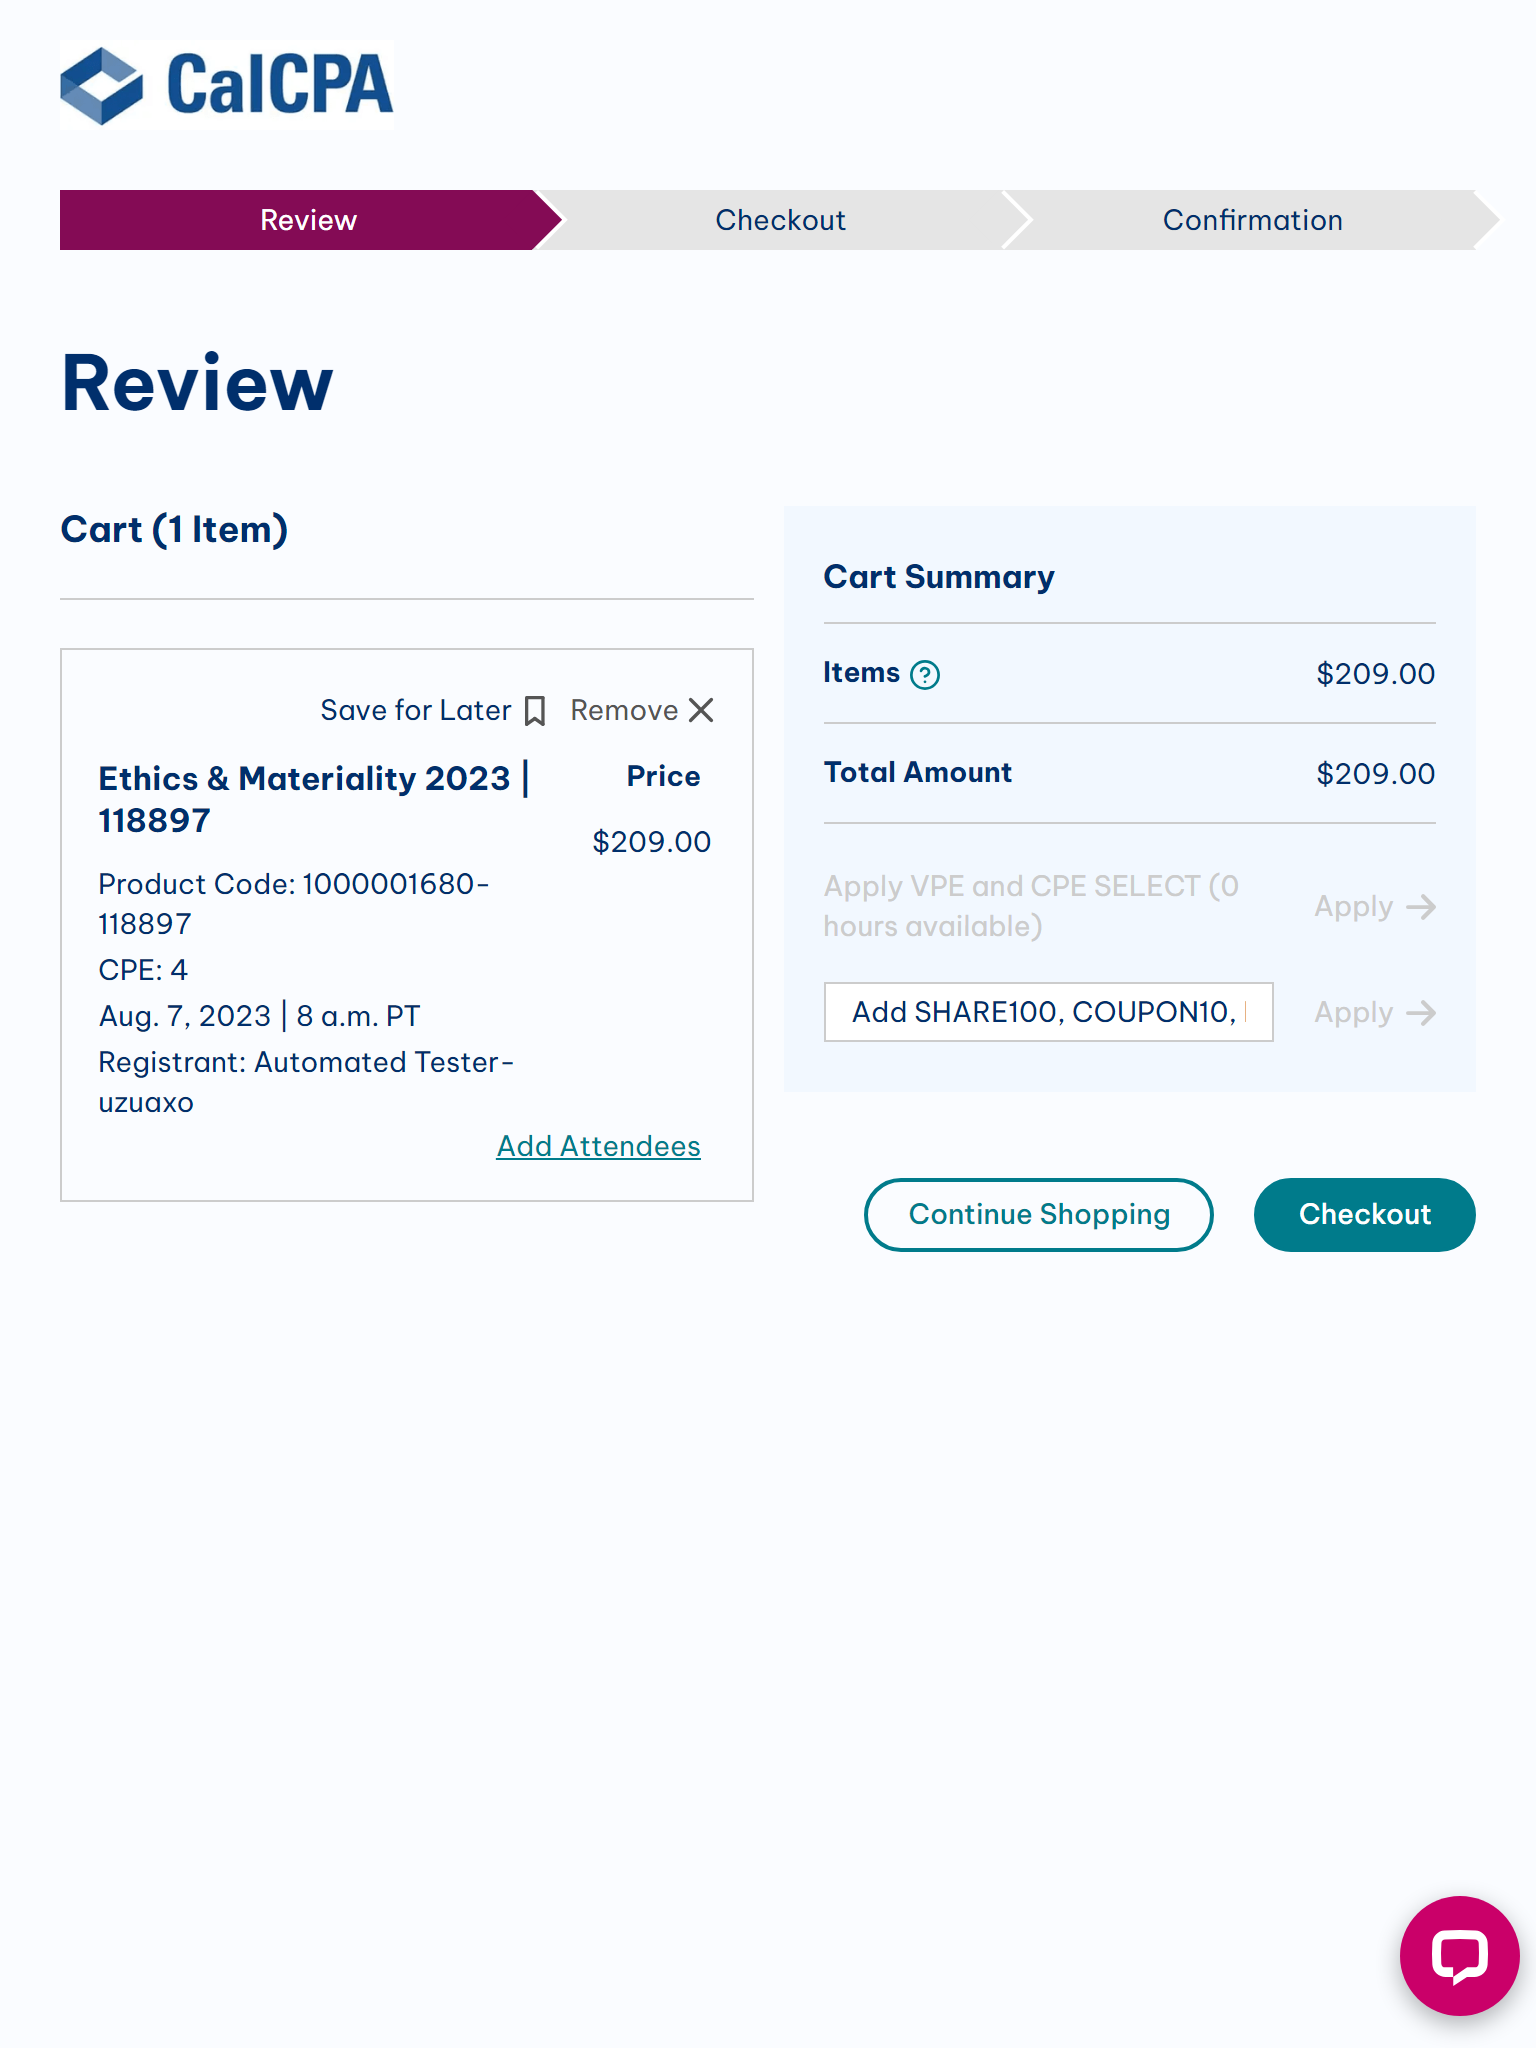 CalCPA
Review
Checkout
Confirmation
Review
Cart (1 Item)
Save for Later
Remove
Ethics & Materiality 2023 |
118897
Price
$209.00
Product Code: 1000001680-
118897
CPE: 4
Aug. 7, 2023 | 8 a.m. PT
Registrant: Automated Tester-
uzuaxo
Add Attendees
Cart Summary
Items ?
$209.00
Total Amount
$209.00
Apply VPE and CPE SELECT (0
hours available)
Apply
Add SHARE100, COUPON10,
Apply
Continue Shopping
Checkout